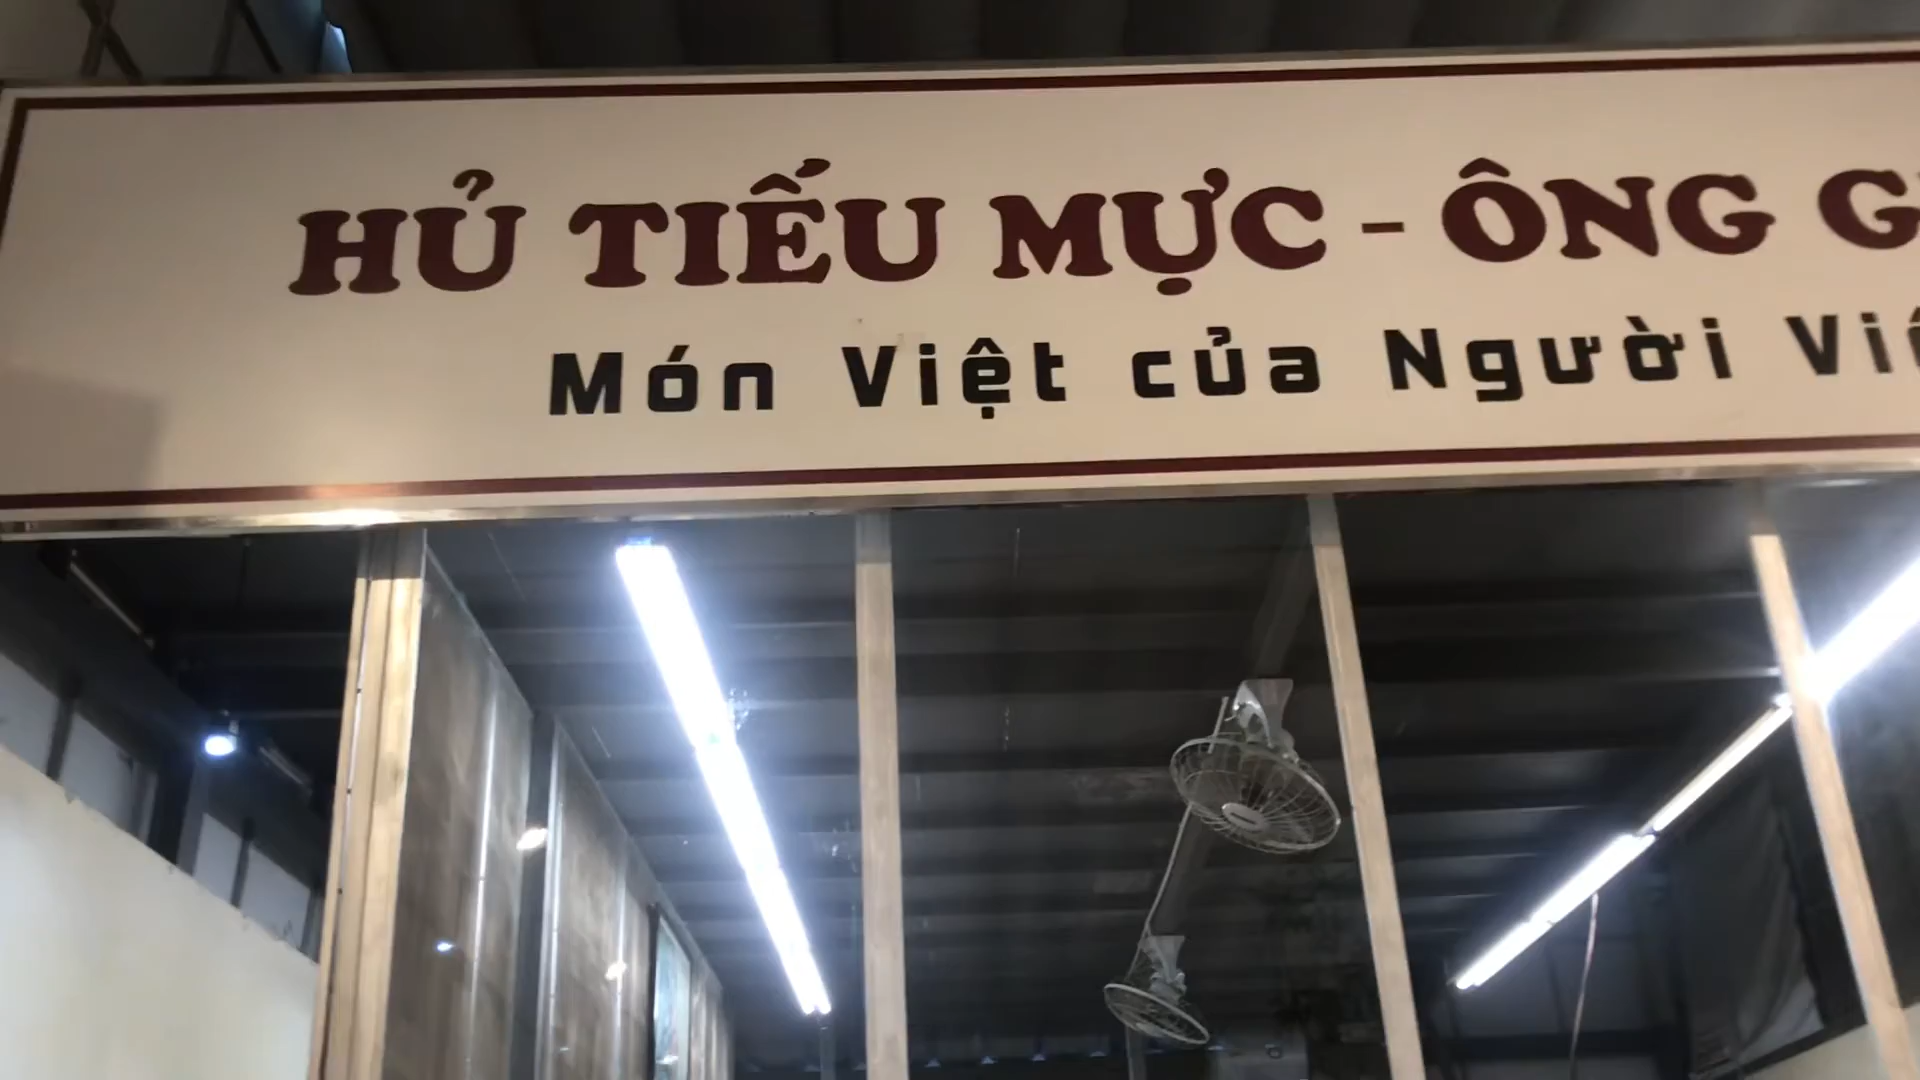 HỦ TIẾU MỰC - ÔNG
Món Việt của Người